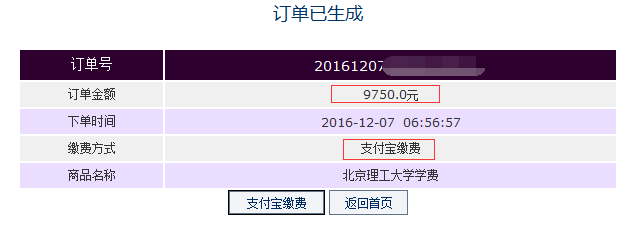 订单已生成
订单号 20161207
订单金额 9750.0元
下单时间 2016-12-07 06:56:57
缴费方式 支付宝缴费
商品名称 北京理工大学学费
支付宝缴费 返回首页